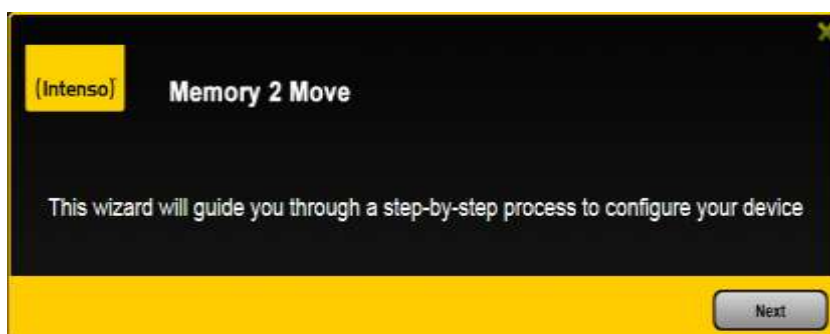 (Intenso)
Memory 2 Move
This wizard will guide you through a step-by-step process to configure your device
Next